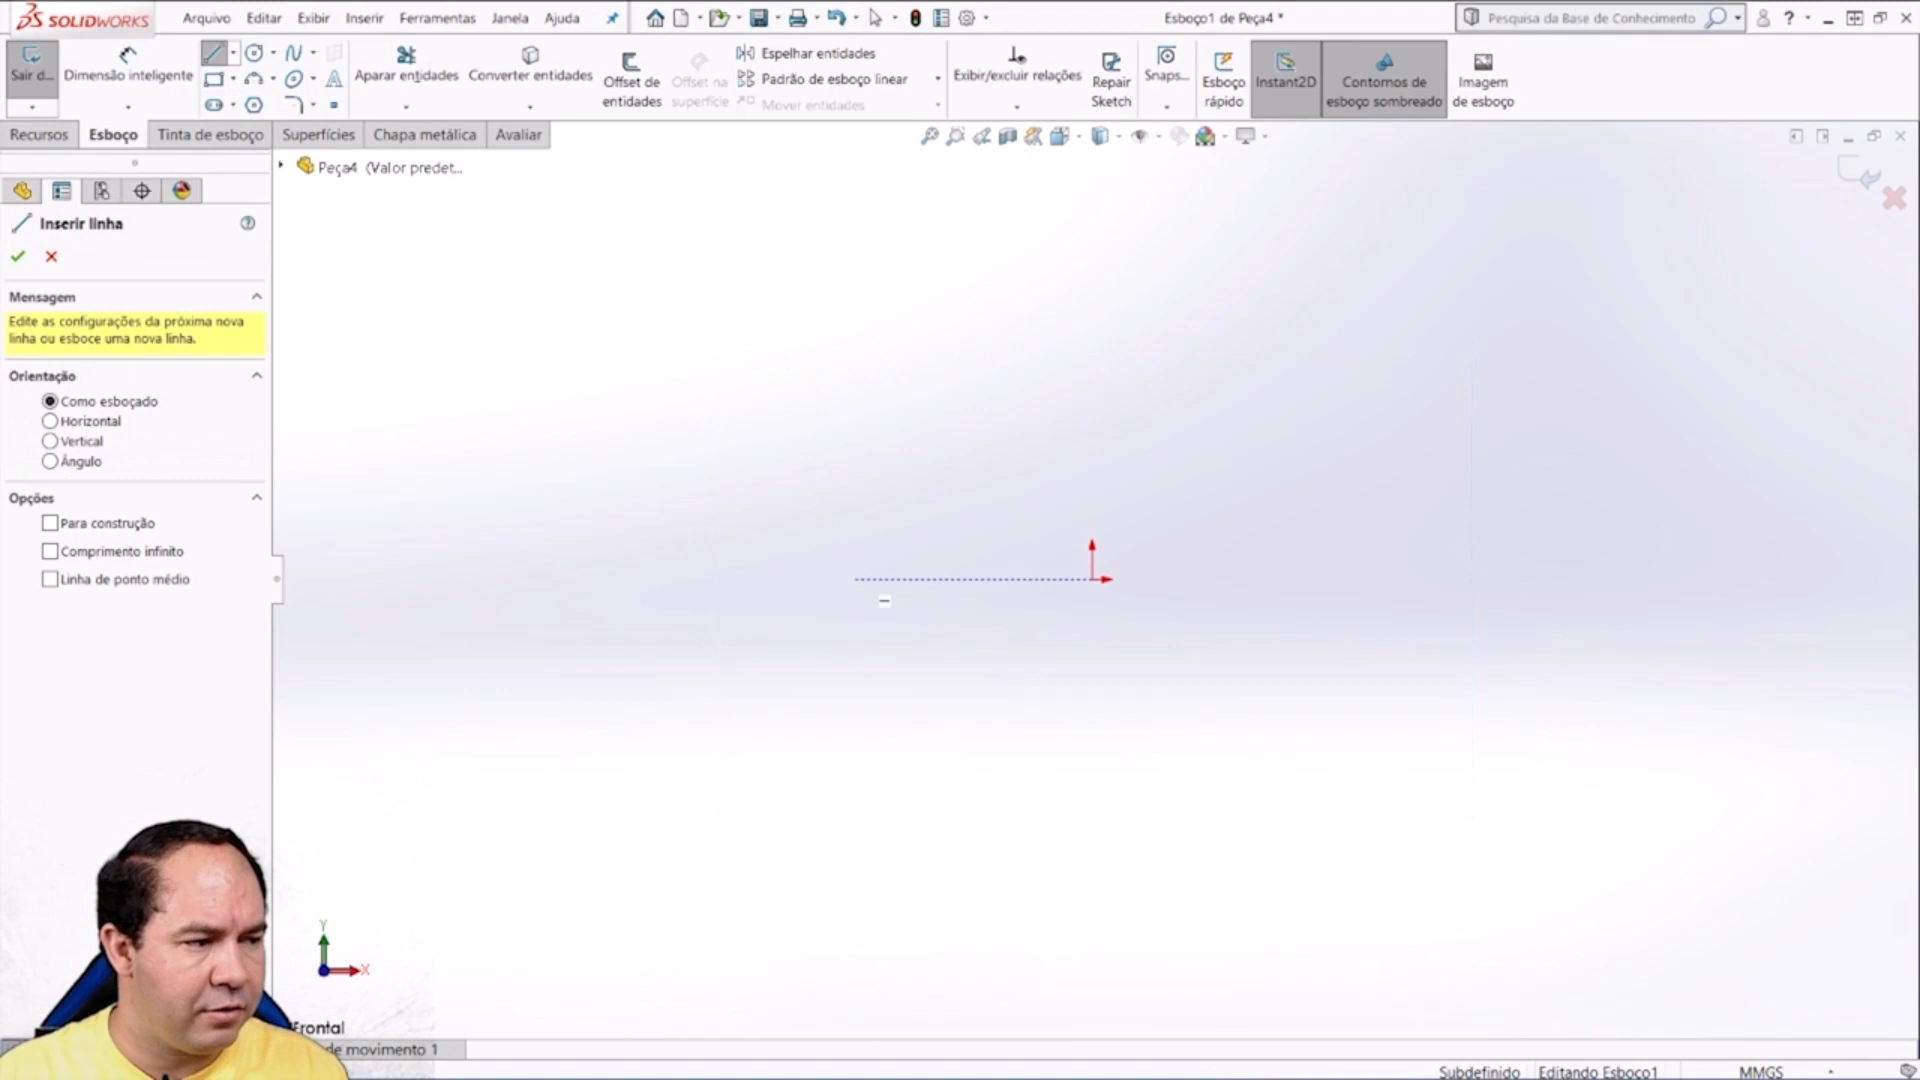 SOLIDWORKS
Arquivo Editar Exibir Inserir Ferramentas Janela Ajuda
Esboço1 de Peça4 *
Pesquisa da Base de Conhecimento
Sair d...
Dimensão inteligente
Aparar entidades
Converter entidades
Offset de entidades
Offset na superfície
Espelhar entidades
Padrão de esboço linear
Mover entidades
Exibir/excluir relações
Repair Sketch
Snaps...
Esboço rápido
Instant2D
Contornos de esboço sombreado
Imagem de esboço
Recursos Esboço Tinta de esboço Superfícies Chapa metálica Avaliar
Peça4 (Valor predet...
Inserir linha
Mensagem
Edite as configurações da próxima nova
linha ou esboce uma nova linha.
Orientação
Como esboçado
Horizontal
Vertical
Ângulo
Opções
Para construção
Comprimento infinito
Linha de ponto médio
Y
X
Frontal
de movimento 1
Subdefinido Editando Esboço1 MMGS